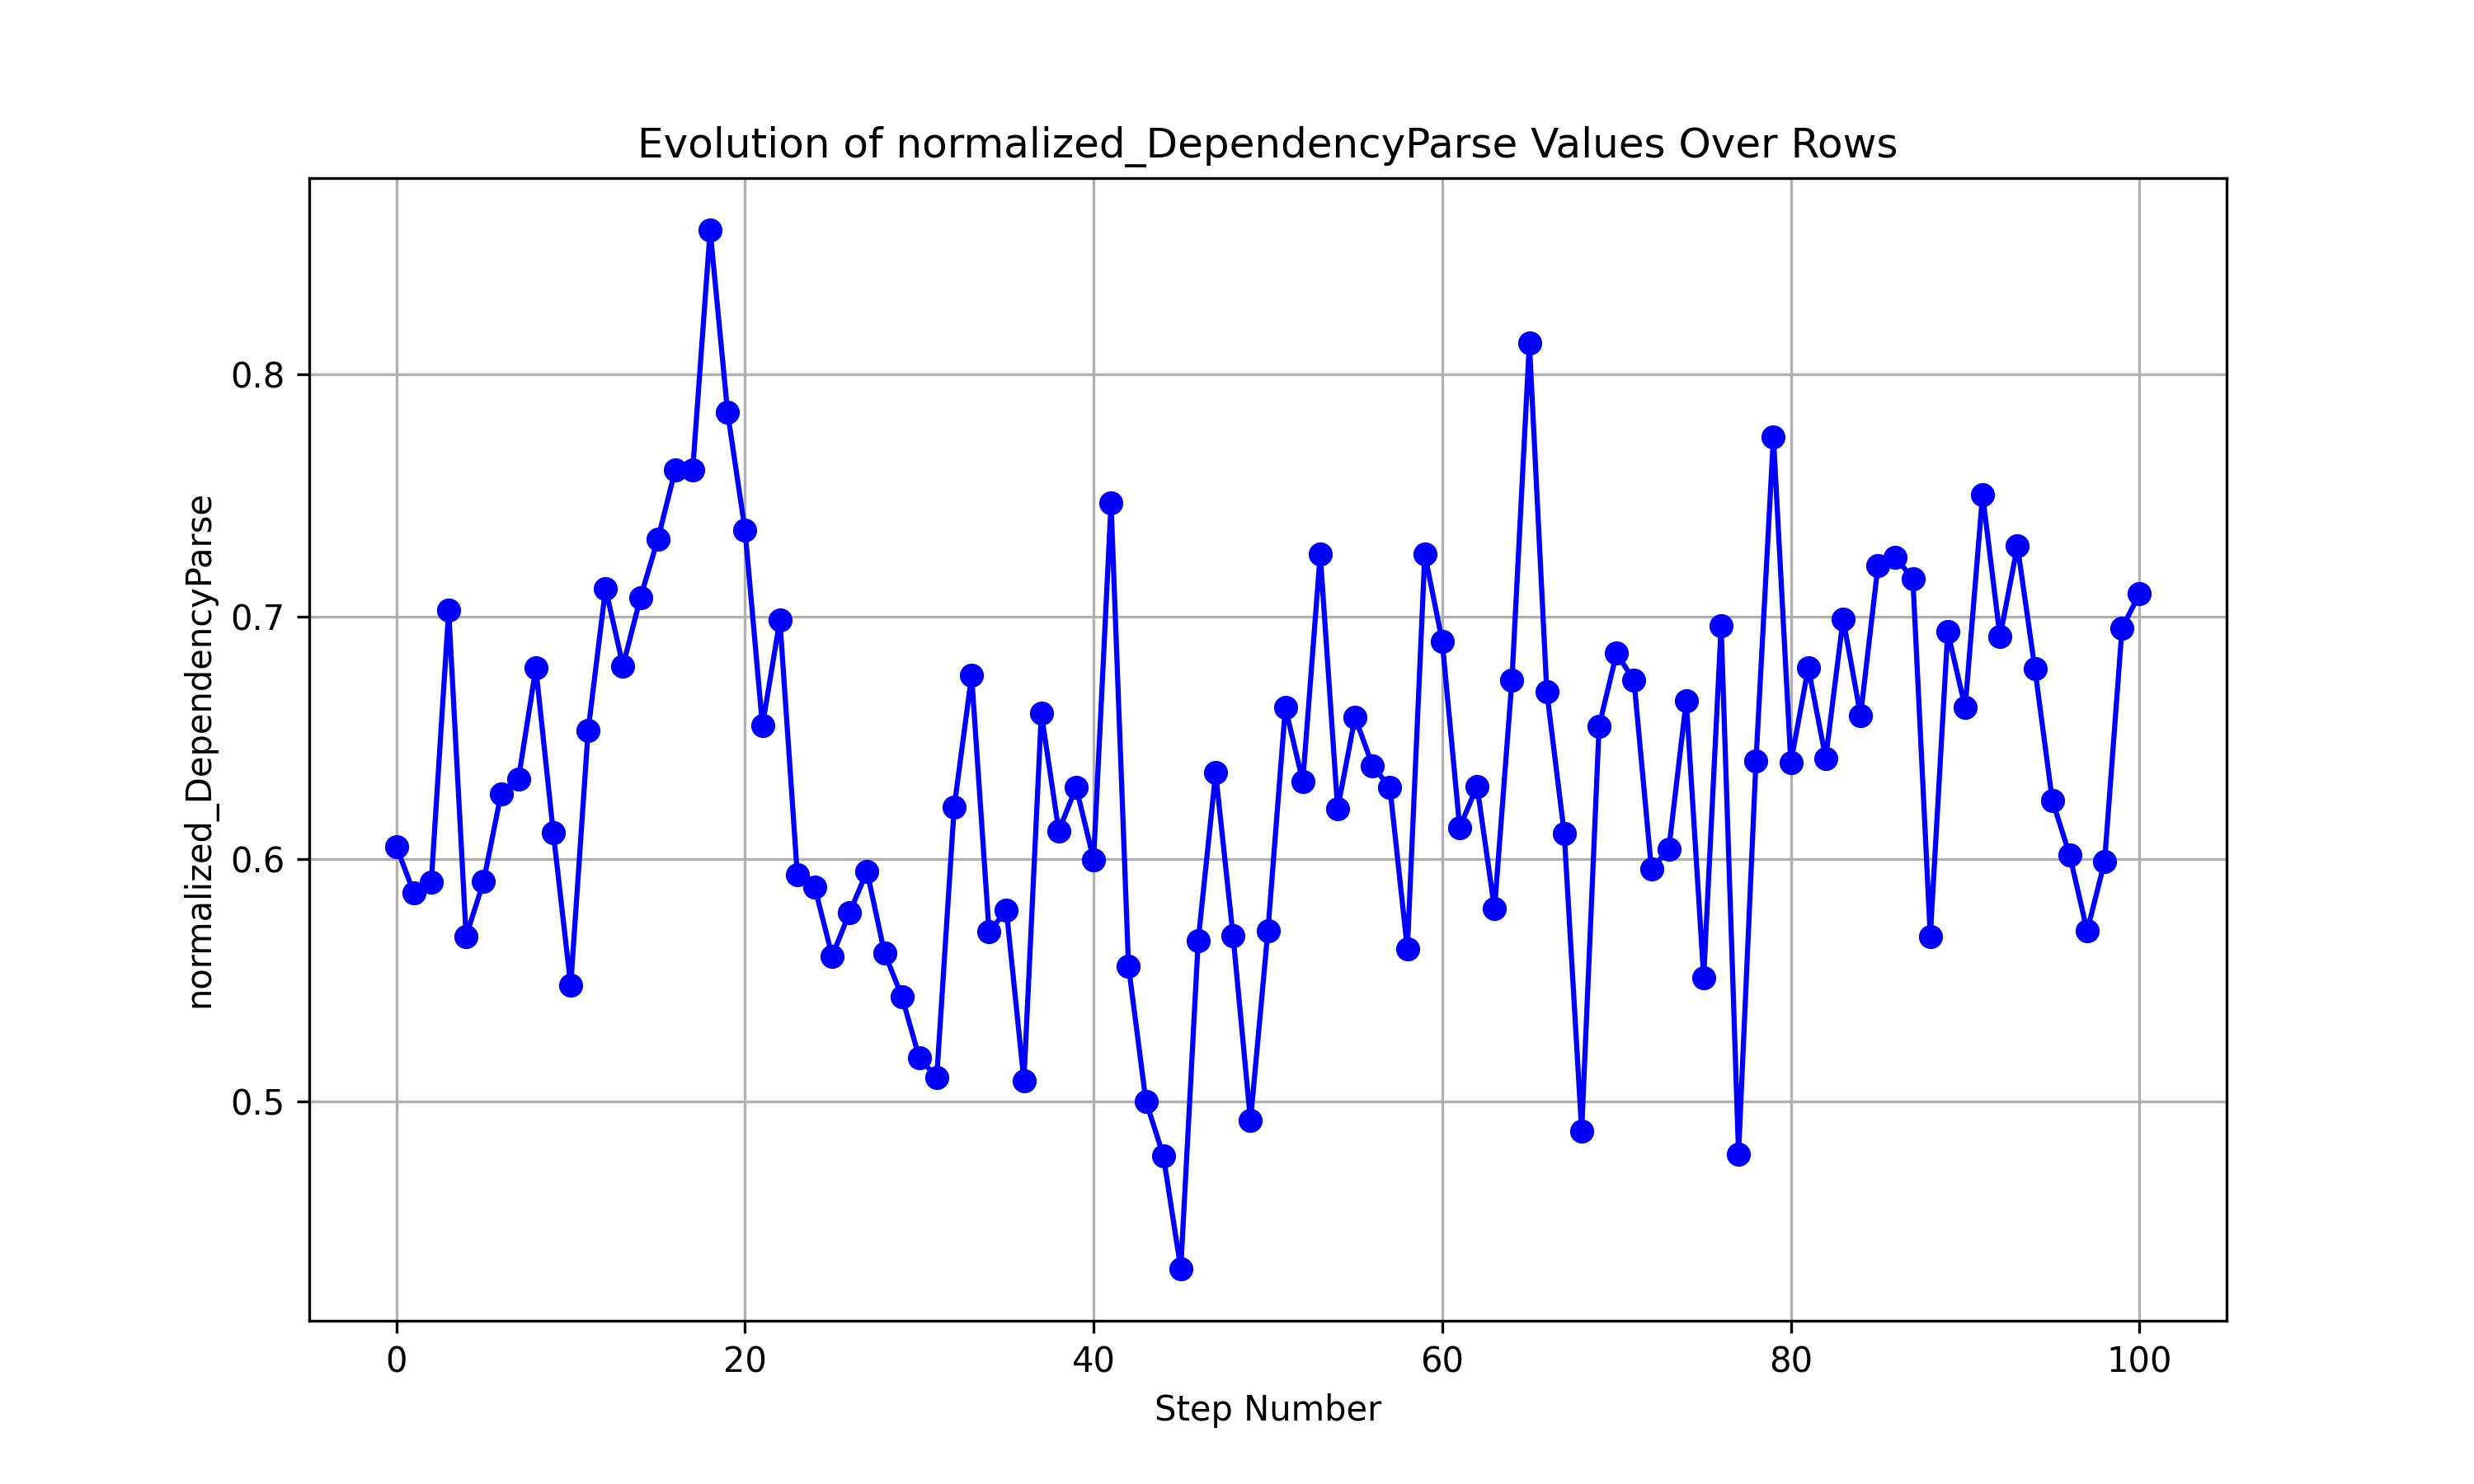 Evolution of normalized_DependencyParse Values Over Rows
normalized_DependencyParse
0.8
0.7
0.6
0.5
0 20 40 60 80 100
Step Number